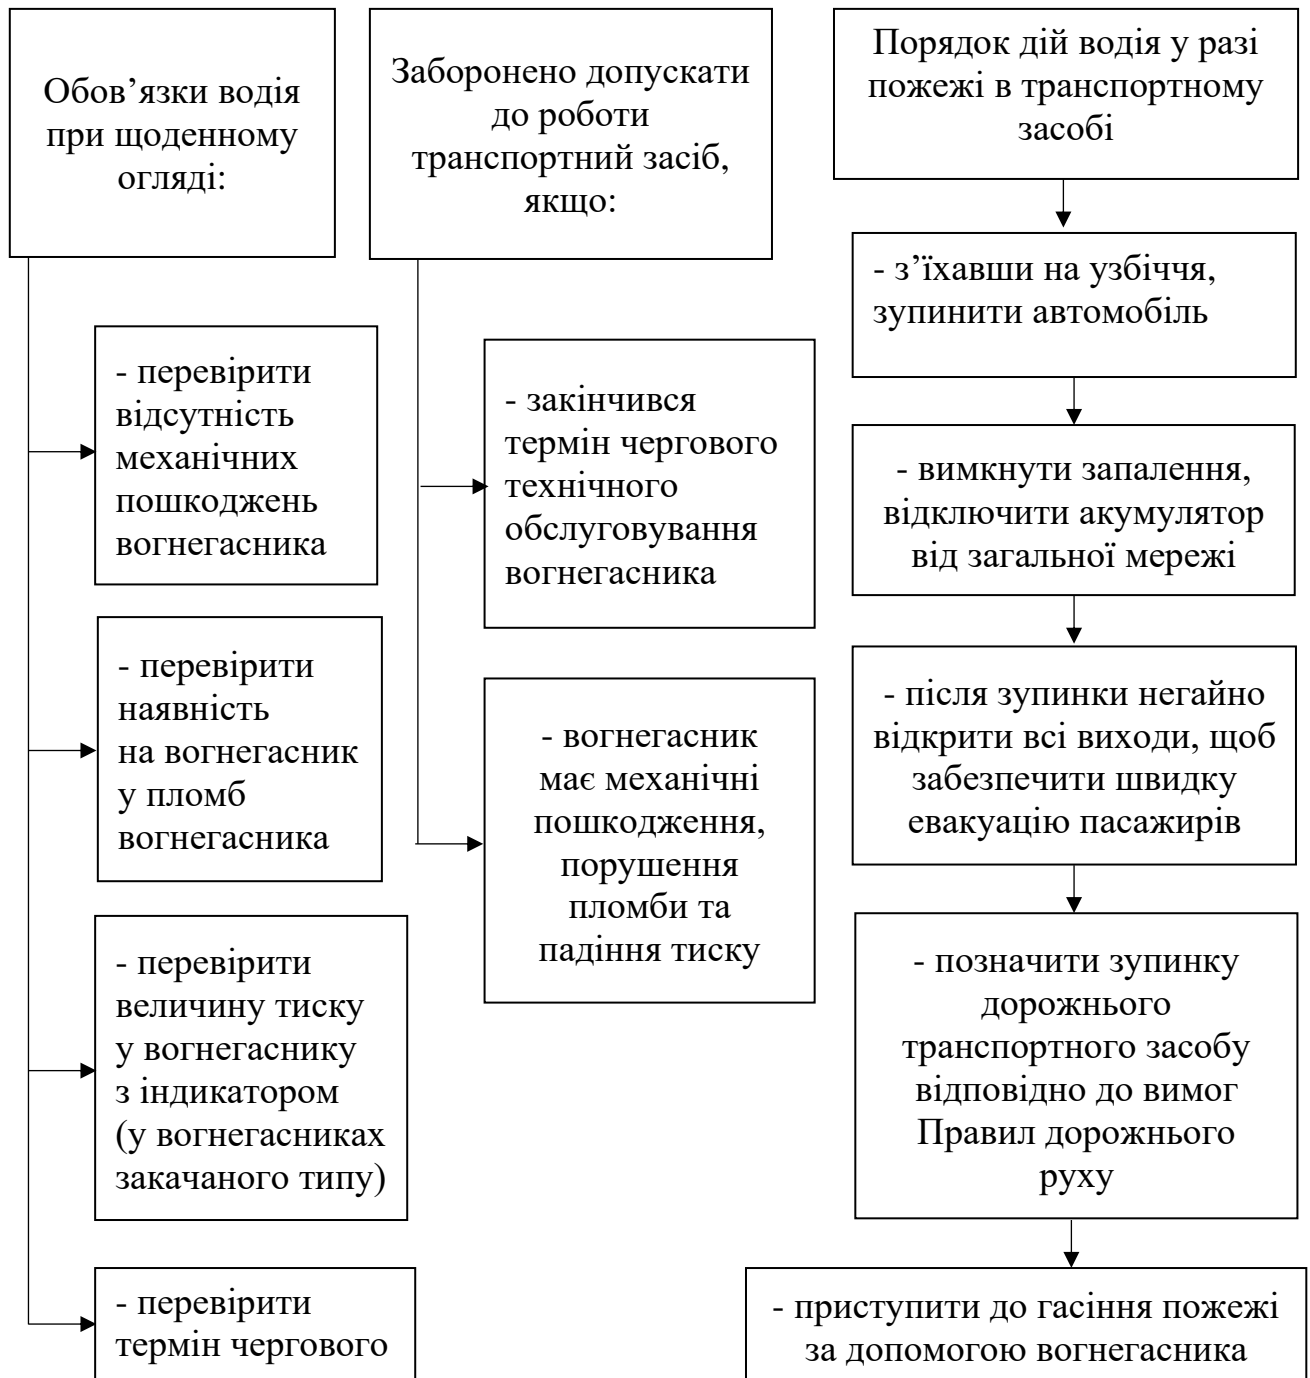 Обов’язки водія
при щоденному
огляді:
- перевірити
відсутність
механічних
пошкоджень
вогнегасника
- перевірити
наявність
на вогнегасник
у пломб
вогнегасника
- перевірити
величину тиску
у вогнегаснику
з індикатором
(у вогнегасниках
закачаного типу)
- перевірити
термін чергового
Заборонено допускати
до роботи
транспортний засіб,
якщо:
- закінчився
термін чергового
технічного
обслуговування
вогнегасника
- вогнегасник
має механічні
пошкодження,
порушення
пломби та
падіння тиску
Порядок дій водія у разі
пожежі в транспортному
засобі
- з’їхавши на узбіччя,
зупинити автомобіль
- вимкнути запалення,
відключити акумулятор
від загальної мережі
- після зупинки негайно
відкрити всі виходи, щоб
забезпечити швидку
евакуацію пасажирів
- позначити зупинку
дорожнього
транспортного засобу
відповідно до вимог
Правил дорожнього
руху
- приступити до гасіння пожежі
за допомогою вогнегасника